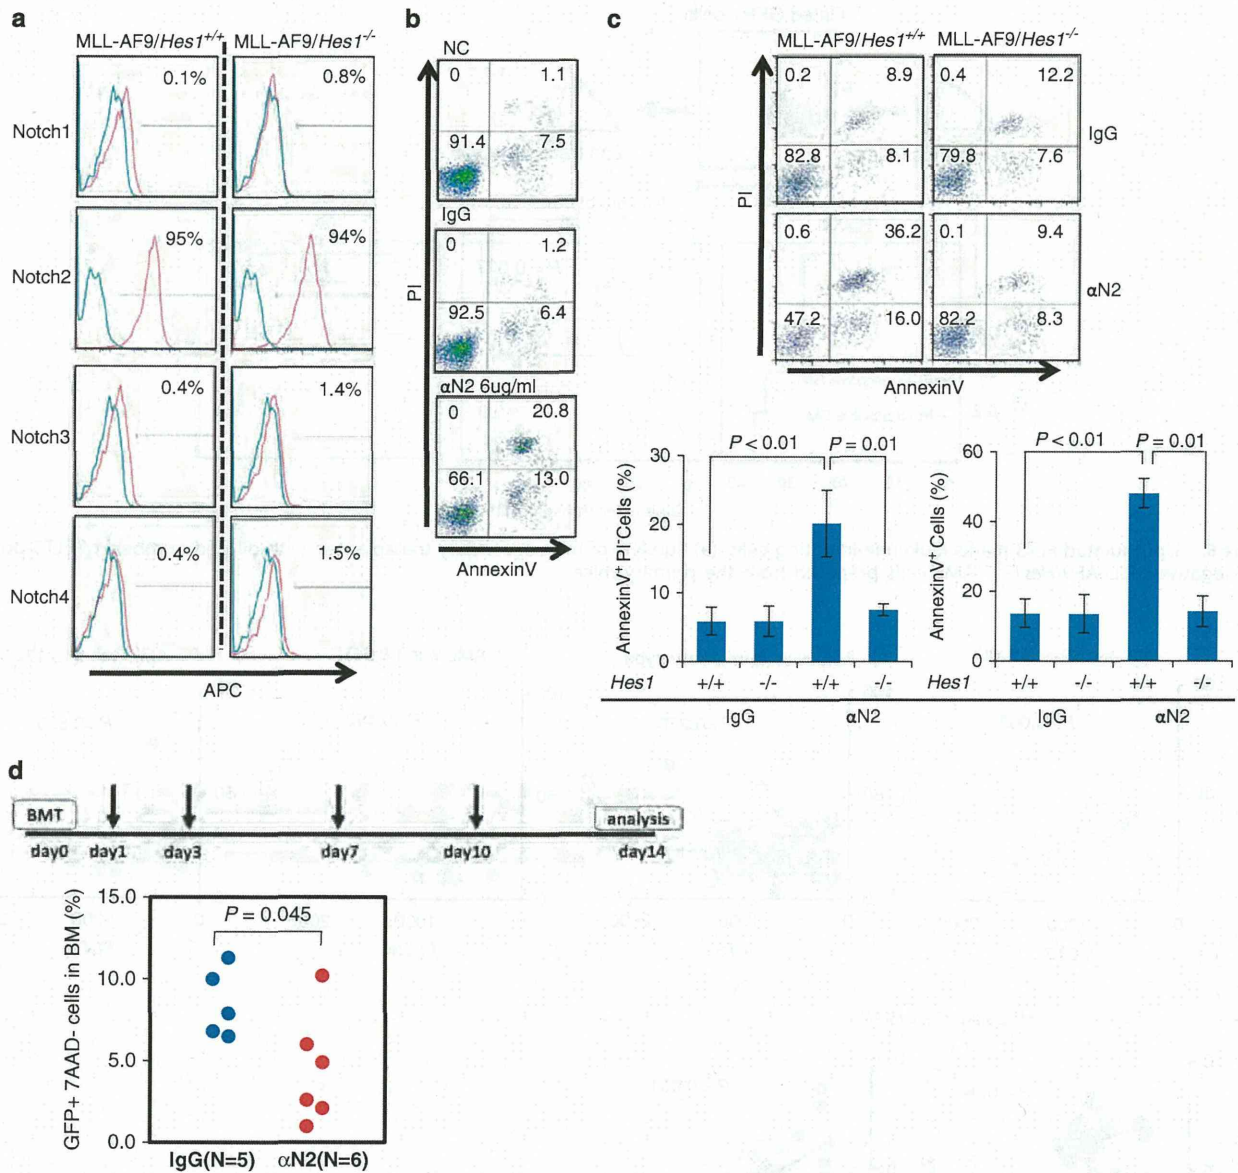 a
MLL-AF9/Hes1+/+ MLL-AF9/Hes1-/-
Notch1 0.1% 0.8%
Notch2 95% 94%
Notch3 0.4% 1.4%
Notch4 0.4% 1.5%
APC
b
NC
0 1.1
91.4 7.5
IgG
0 1.2
92.5 6.4
αN2 6ug/ml
0 20.8
66.1 13.0
PI
AnnexinV
c
MLL-AF9/Hes1+/+ MLL-AF9/Hes1-/-
0.2 8.9 0.4 12.2
IgG
82.8 8.1 79.8 7.6
0.6 36.2 0.1 9.4
αN2
47.2 16.0 82.2 8.3
PI
AnnexinV
P < 0.01 P = 0.01
AnnexinV+PI-Cells (%)
30
20
10
0
Hes1 +/+ -/- +/+ -/-
IgG αN2
P < 0.01 P = 0.01
AnnexinV+Cells (%)
60
40
20
0
Hes1 +/+ -/- +/+ -/-
IgG αN2
d
BMT analysis
day0 day1 day3 day7 day10 day14
GFP+ 7AAD- cells in BM (%)
15.0
P = 0.045
10.0
5.0
0.0
IgG(N=5) αN2(N=6)